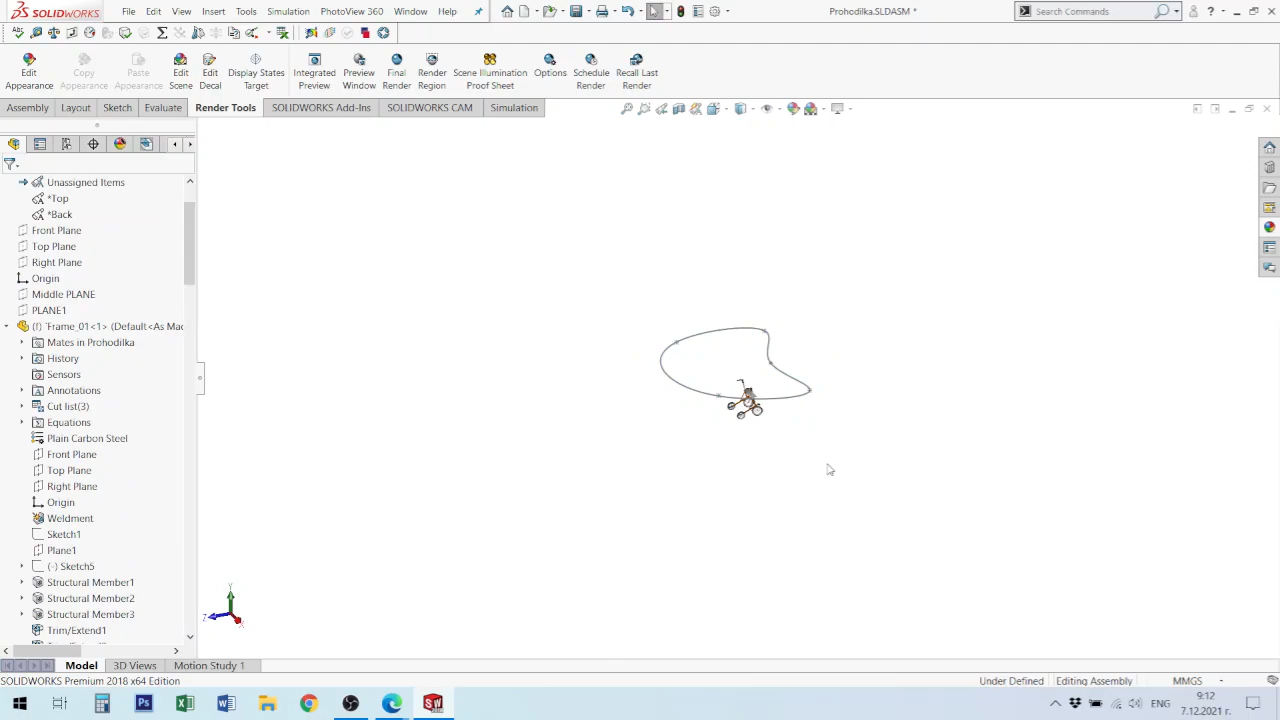 SOLIDWORKS File Edit View Insert Tools Simulation PhotoView 360 Window Help Prohodilka.SLDASM * Search Commands ?
Edit Appearance Copy Appearance Paste Appearance Edit Scene Edit Decal Display States Target Integrated Preview Preview Window Final Render Render Region Scene Illumination Proof Sheet Options Schedule Render Recall Last Render
Assembly Layout Sketch Evaluate Render Tools SOLIDWORKS Add-Ins SOLIDWORKS CAM Simulation
Unassigned Items
*Top
*Back
Front Plane
Top Plane
Right Plane
Origin
Middle PLANE
PLANE1
(f) Frame_01<1> (Default<As Mac
Mates in Prohodilka
History
Sensors
Annotations
Cut list(3)
Equations
Plain Carbon Steel
Front Plane
Top Plane
Right Plane
Origin
Weldment
Sketch1
Plane1
(-) Sketch5
Structural Member1
Structural Member2
Structural Member3
Trim/Extend1
Y
Z
X
Model 3D Views Motion Study 1
SOLIDWORKS Premium 2018 x64 Edition Under Defined Editing Assembly MMGS
ENG 9:12
7.12.2021 г.